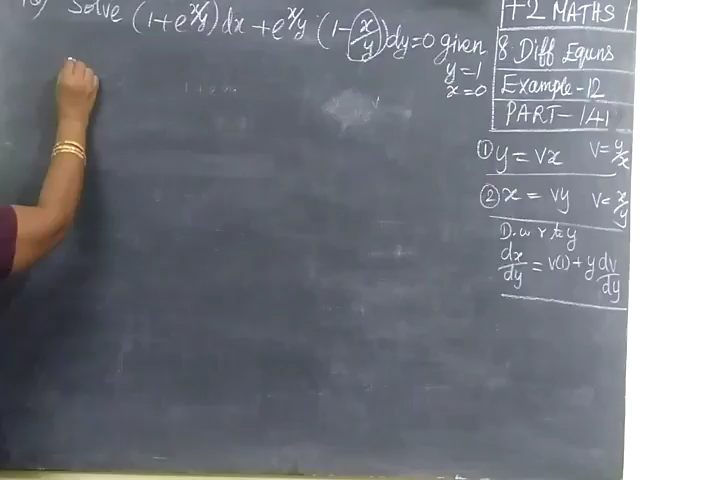 Solve (1+e^x/y)dx + e^x/y (1-x/y)dy=0 given
y=1
x=0
+2 MATHS
8 Diff Equns
Example-12
PART-141
① y = vx v= y/x
② x = vy v= x/y
D. w r to y
dx/dy = v(1) + y dv/dy